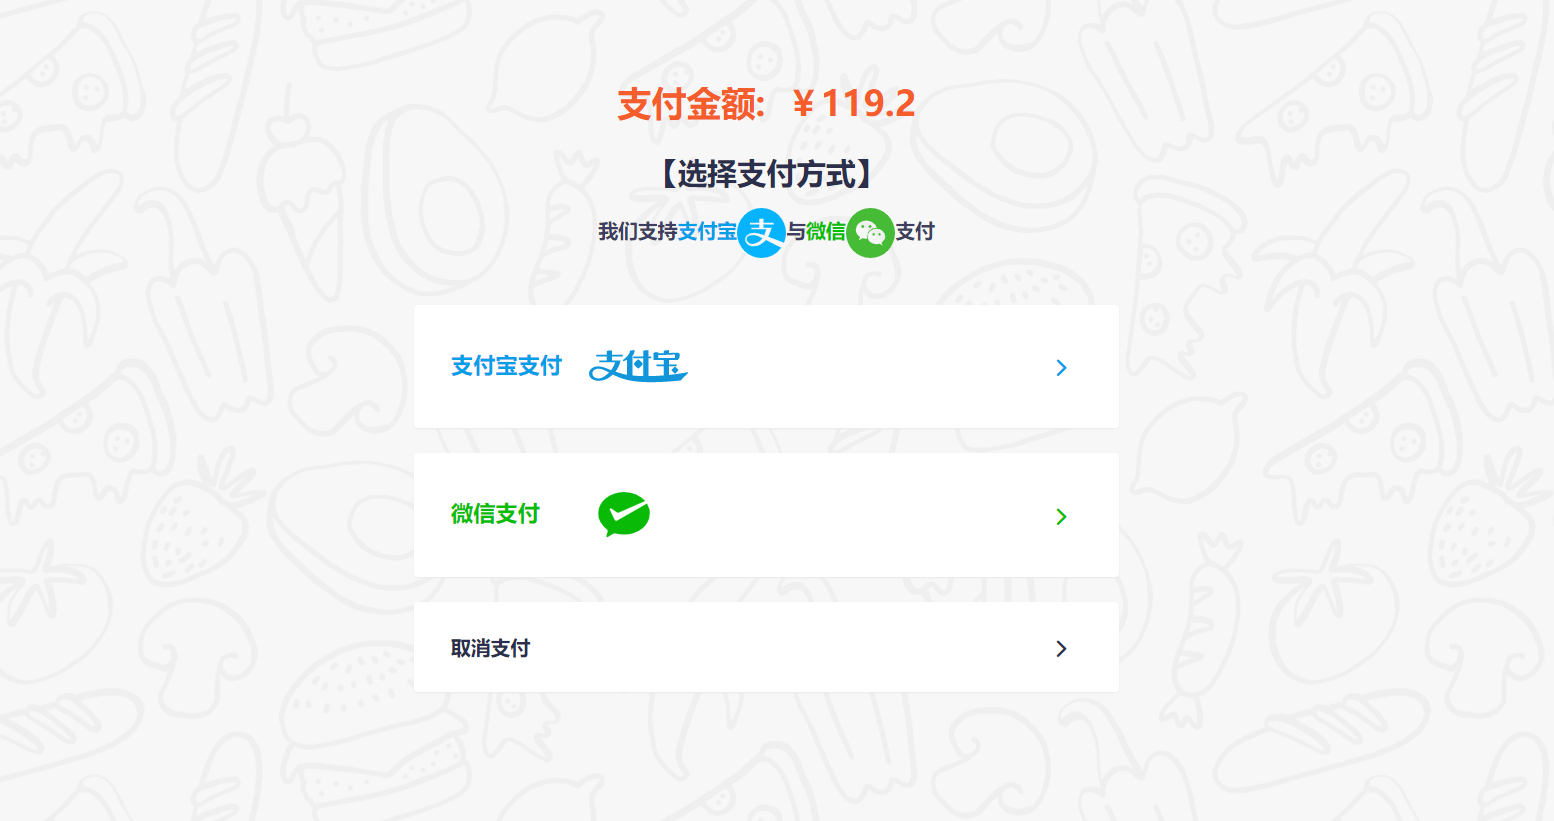 支付金额: ￥119.2
【选择支付方式】
我们支持支付宝支与微信支付
支付宝支付 支付宝
微信支付
取消支付